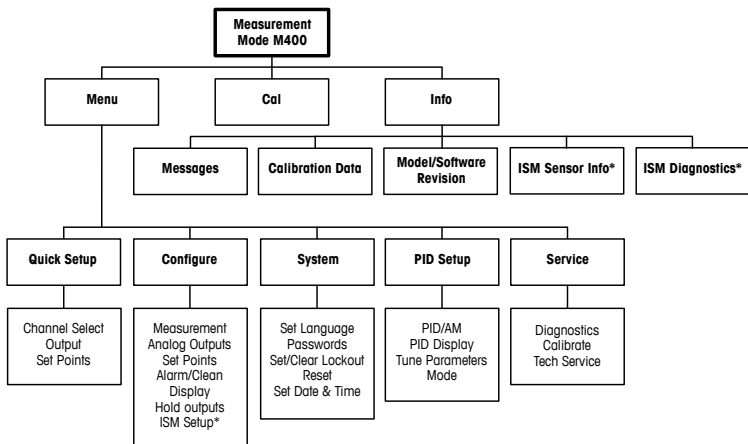 Measurement
Mode M400
Menu
Cal
Info
Messages
Calibration Data
Model/Software
Revision
ISM Sensor Info*
ISM Diagnostics*
Quick Setup
Configure
System
PID Setup
Service
Channel Select
Output
Set Points
Measurement
Analog Outputs
Set Points
Alarm/Clean
Display
Hold outputs
ISM Setup*
Set Language
Passwords
Set/Clear Lockout
Reset
Set Date & Time
PID/AM
PID Display
Tune Parameters
Mode
Diagnostics
Calibrate
Tech Service